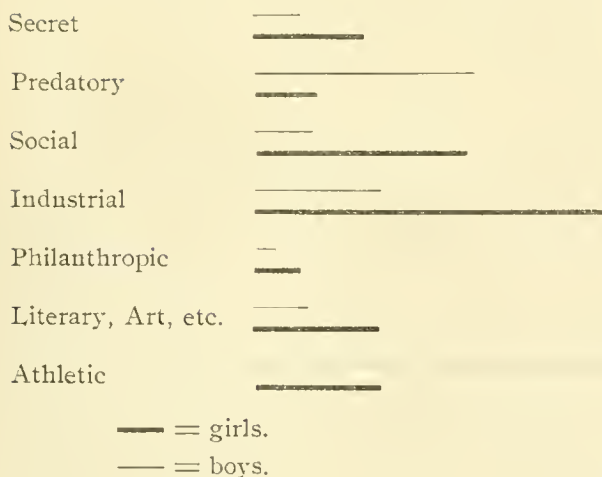 Secret
Predatory
Social
Industrial
Philanthropic
Literary, Art, etc.
Athletic
= girls.
= boys.